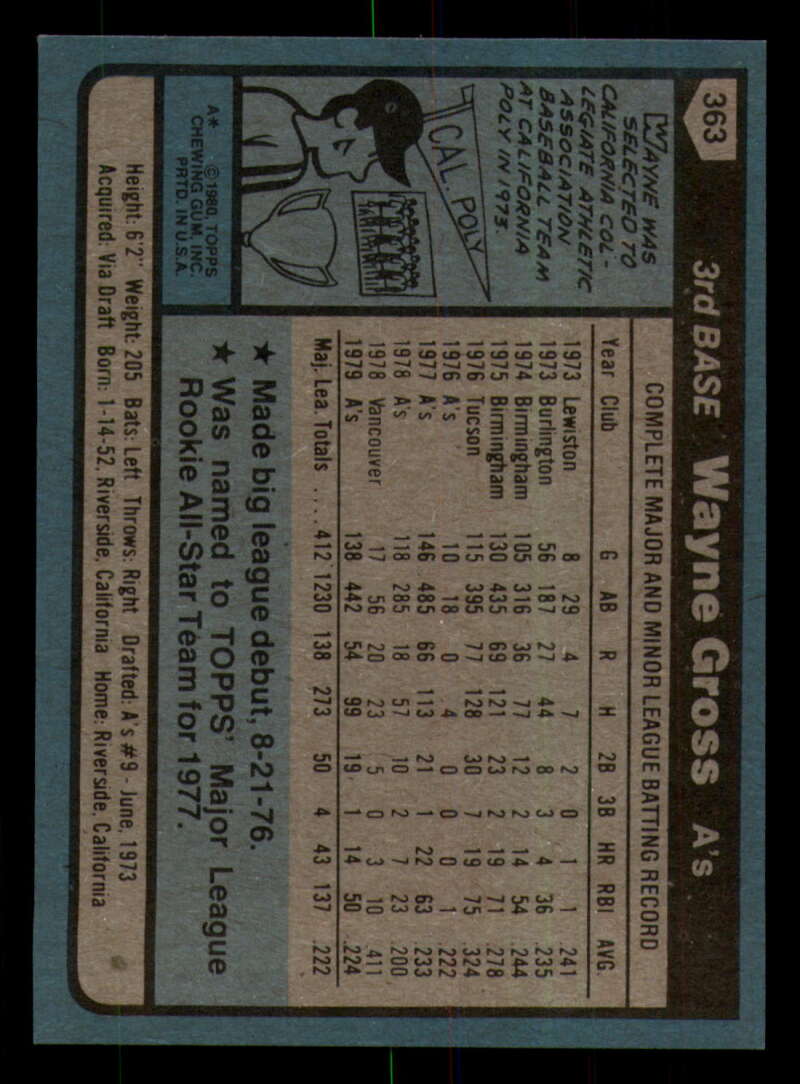 363 3rd BASE Wayne Gross A's
WAYNE WAS
SELECTED TO
CALIFORNIA COL-
LEGIATE ATHLETIC
ASSOCIATION
BASEBALL TEAM
AT CALIFORNIA
POLY IN 1973.
CAL. POLY
A* ©1980, TOPPS
CHEWING GUM, INC.
PRTD. IN U.S.A.
COMPLETE MAJOR AND MINOR LEAGUE BATTING RECORD
Year Club G AB R H 2B 3B HR RBI AVG.
1973 Lewiston 8 29 4 7 2 0 1 1 .241
1973 Burlington 56 187 27 44 8 3 4 36 .235
1974 Birmingham 105 316 36 77 12 2 14 54 .244
1975 Birmingham 130 435 69 121 23 2 19 71 .278
1976 Tucson 115 395 77 128 30 7 19 75 .324
1976 A's 10 18 0 4 0 0 0 1 .222
1977 A's 146 485 66 113 21 1 22 63 .233
1978 A's 118 285 18 57 10 2 7 23 .200
1978 Vancouver 17 56 20 23 5 0 3 10 .411
1979 A's 138 442 54 99 19 1 14 50 .224
Maj. Lea. Totals ..... 412 1230 138 273 50 4 43 137 .222
★ Made big league debut, 8-21-76.
★ Was named to TOPPS' Major League
Rookie All-Star Team for 1977.
Height: 6'2" Weight: 205 Bats: Left Throws: Right Drafted: A's #9 - June, 1973
Acquired: Via Draft Born: 1-14-52, Riverside, California Home: Riverside, California